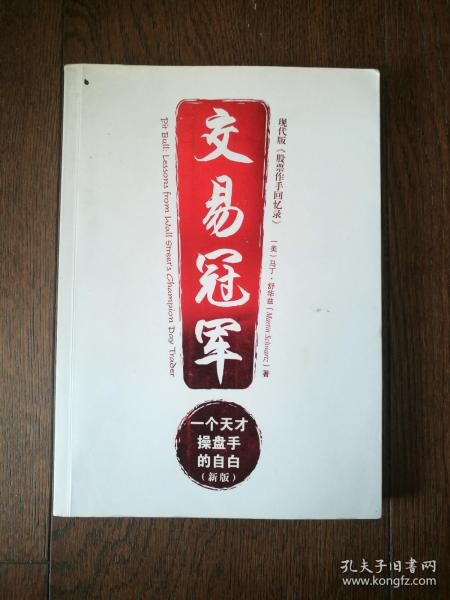 现代版《股票作手回忆录》
交易冠军
Pit Bull: Lessons from Wall Street's Champion Day Trader
（美）马丁·舒华兹（Martin Schwartz）著
一个天才
操盘手
的自白
（新版）
孔夫子旧书网
www.kongfz.com